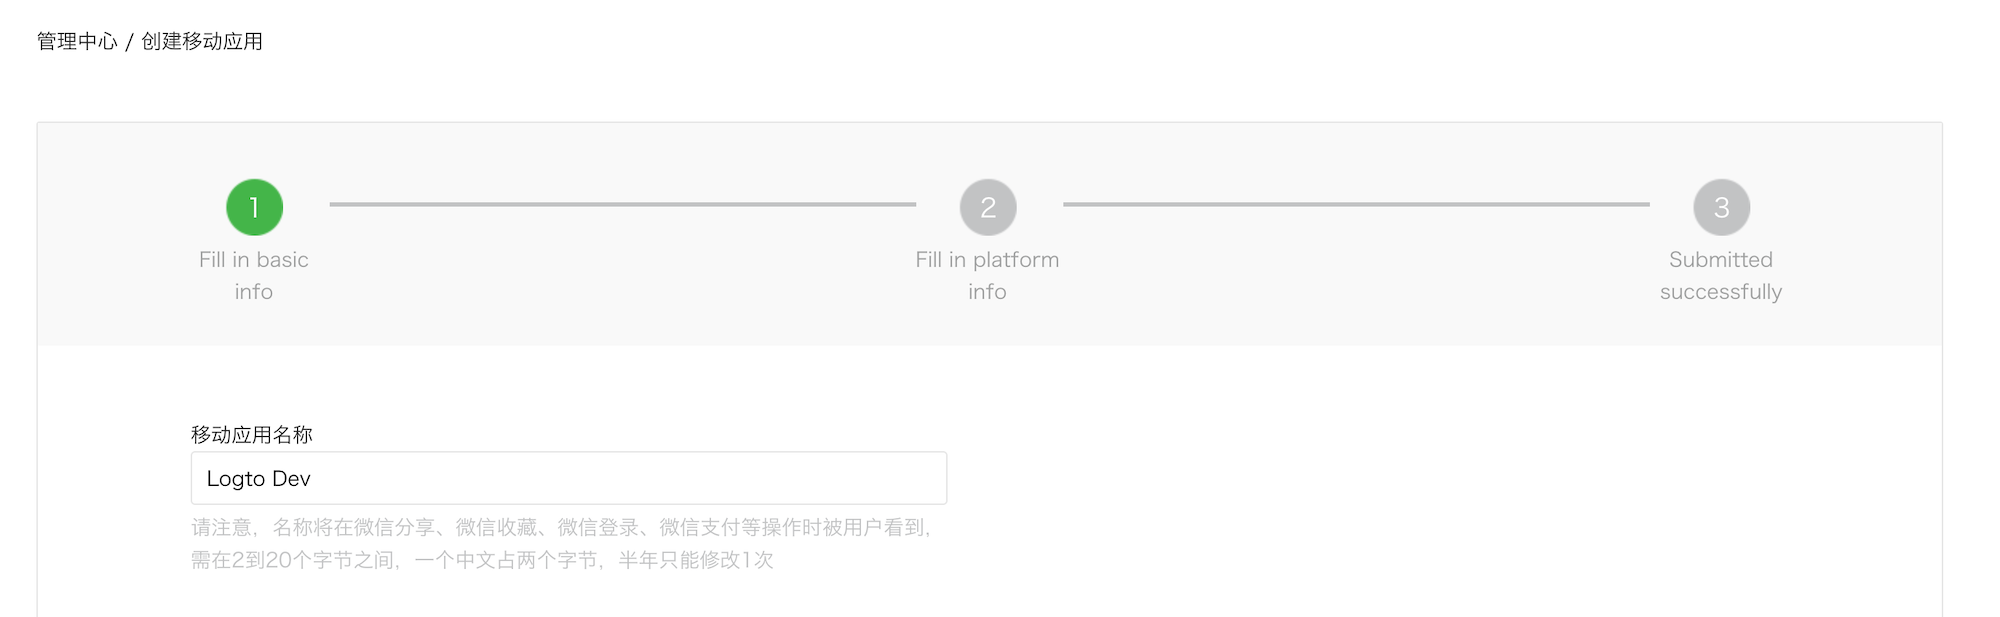 管理中心 / 创建移动应用
1
2
3
Fill in basic
info
Fill in platform
info
Submitted
successfully
移动应用名称
Logto Dev
请注意，名称将在微信分享、微信收藏、微信登录、微信支付等操作时被用户看到，
需在2到20个字节之间，一个中文占两个字节，半年只能修改1次